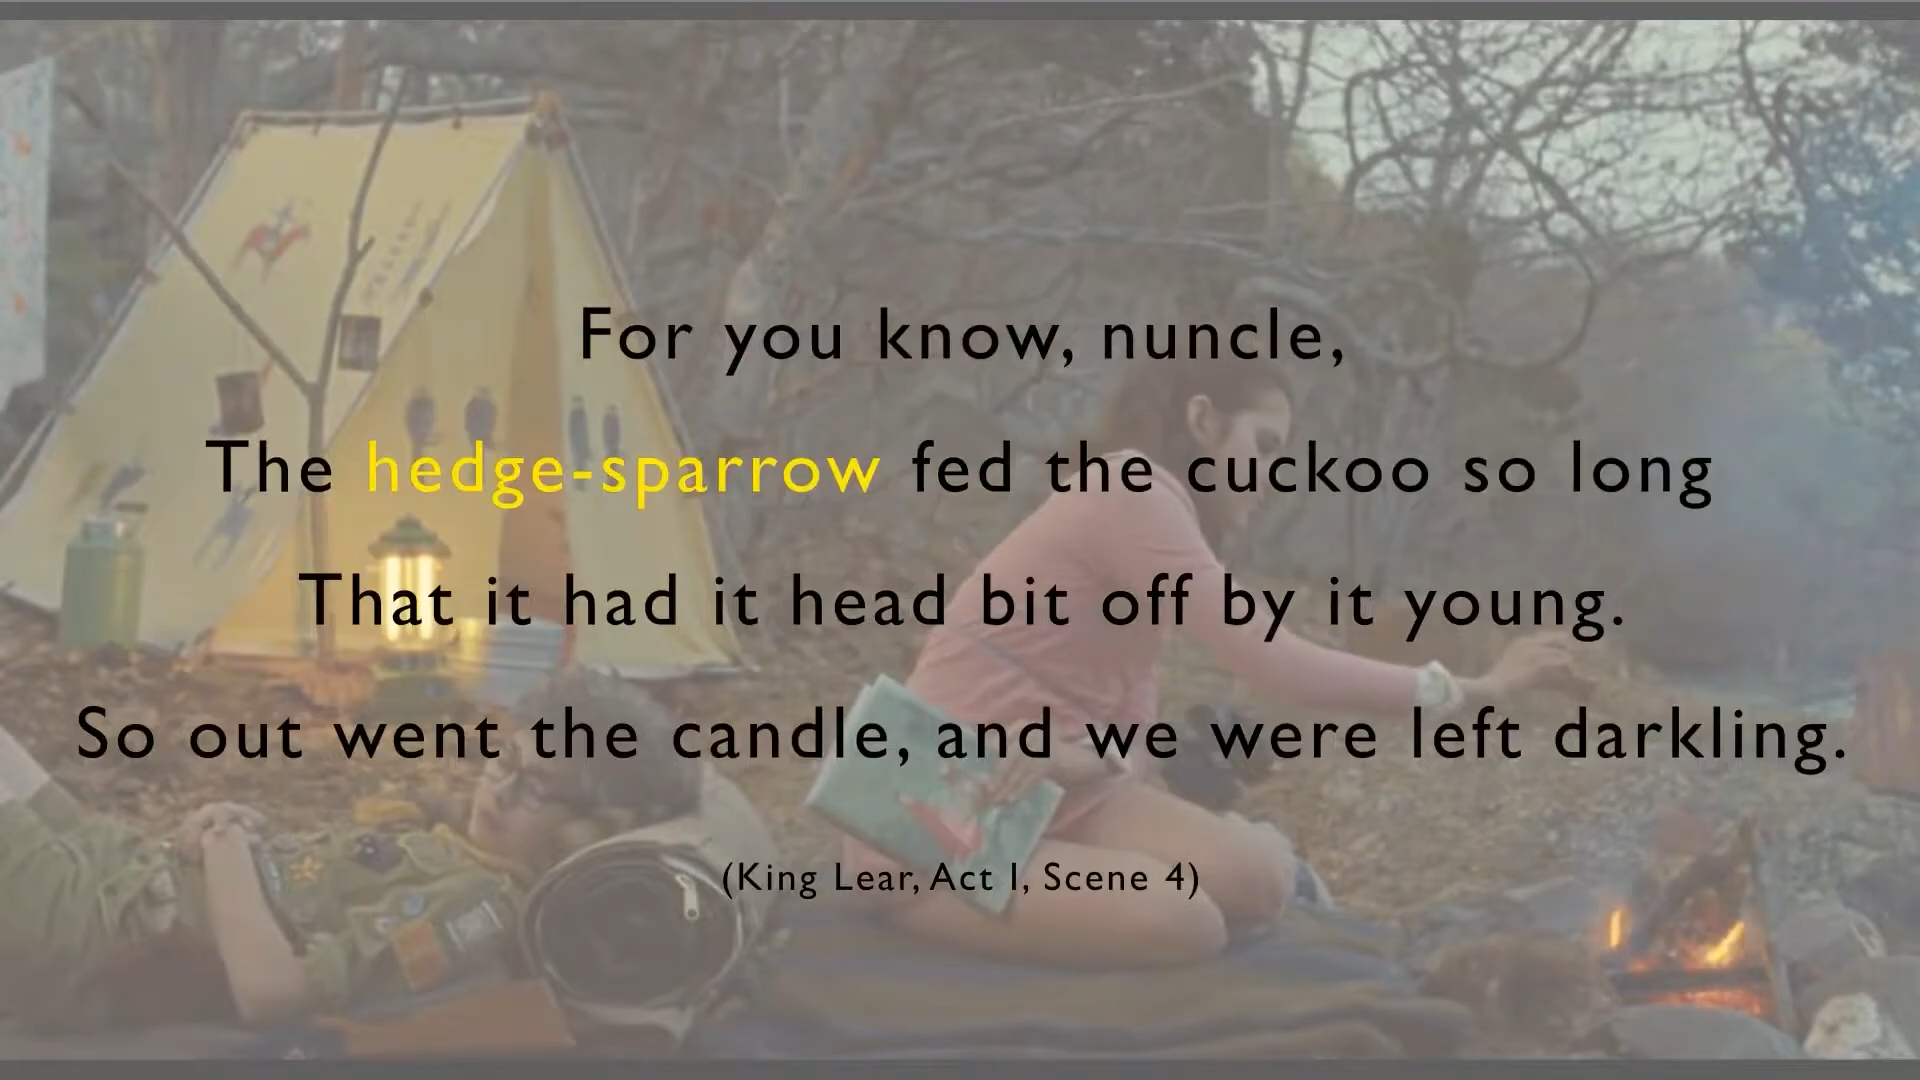 For you know, nuncle,
The hedge-sparrow fed the cuckoo so long
That it had it head bit off by it young.
So out went the candle, and we were left darkling.
(King Lear, Act I, Scene 4)